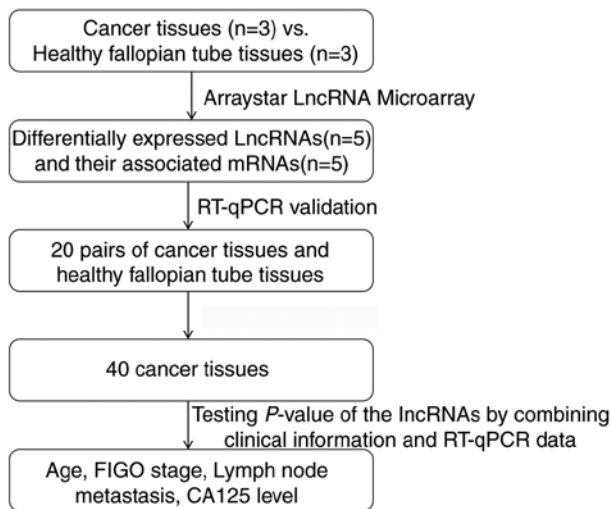 Cancer tissues (n=3) vs.
Healthy fallopian tube tissues (n=3)
Arraystar LncRNA Microarray
Differentially expressed LncRNAs(n=5)
and their associated mRNAs(n=5)
RT-qPCR validation
20 pairs of cancer tissues and
healthy fallopian tube tissues
40 cancer tissues
Testing P-value of the lncRNAs by combining
clinical information and RT-qPCR data
Age, FIGO stage, Lymph node
metastasis, CA125 level